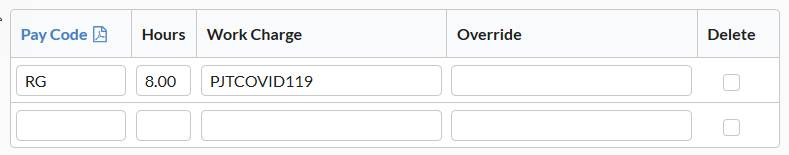 Pay Code Hours Work Charge Override Delete
RG 8.00 PJTCOVID119